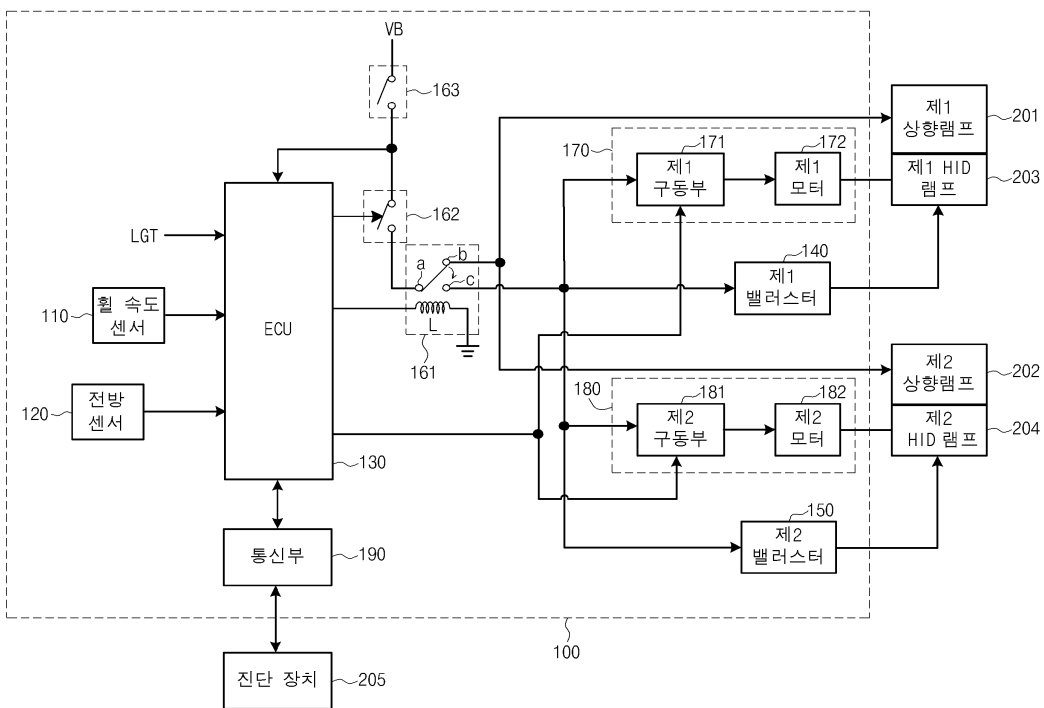 VB
163
162
LGT
110
휠 속도
센서
120
전방
센서
ECU
130
a
b
c
L
161
통신부
190
진단 장치
205
100
170
171
제1
구동부
172
제1
모터
140
제1
밸러스터
제1
상향램프
201
제1 HID
램프
203
180
181
제2
구동부
182
제2
모터
150
제2
밸러스터
제2
상향램프
202
제2
HID 램프
204